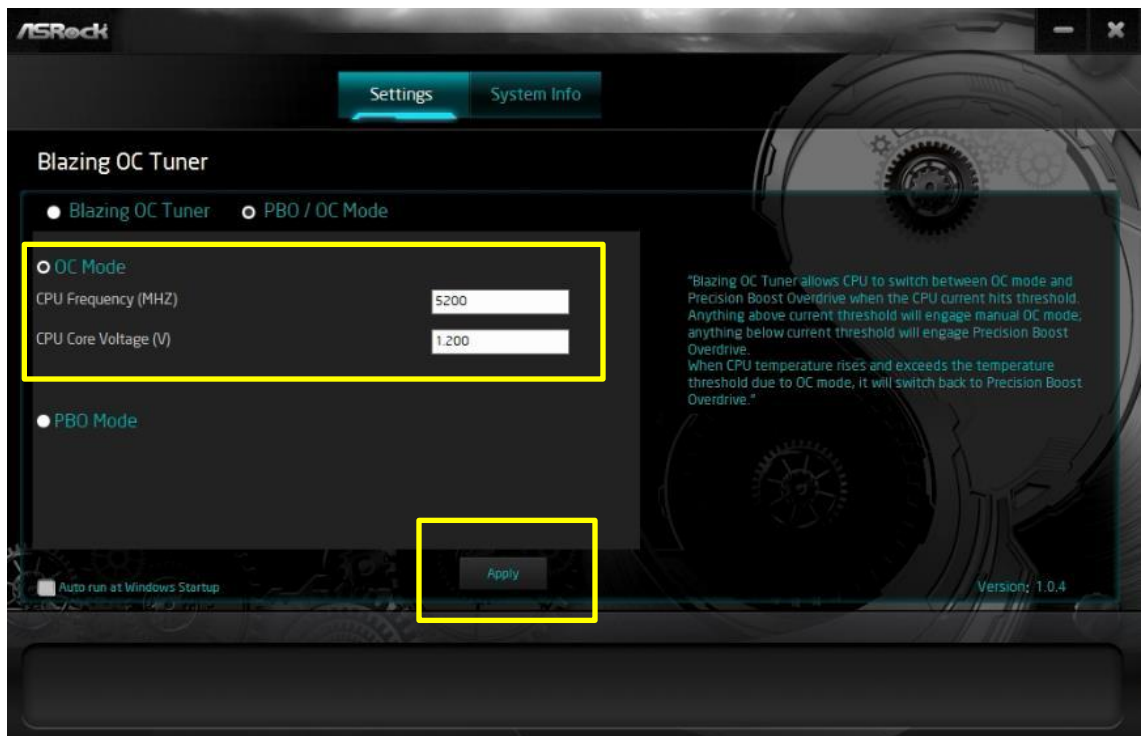 ASRock
Settings System Info
Blazing OC Tuner
Blazing OC Tuner PBO / OC Mode
OC Mode
CPU Frequency (MHZ) 5200
CPU Core Voltage (V) 1.200
PBO Mode
"Blazing OC Tuner allows CPU to switch between OC mode and
Precision Boost Overdrive when the CPU current hits threshold.
Anything above current threshold will engage manual OC mode;
anything below current threshold will engage Precision Boost
Overdrive.
When CPU temperature rises and exceeds the temperature
threshold due to OC mode, it will switch back to Precision Boost
Overdrive."
Auto run at Windows Startup
Apply
Version: 1.0.4